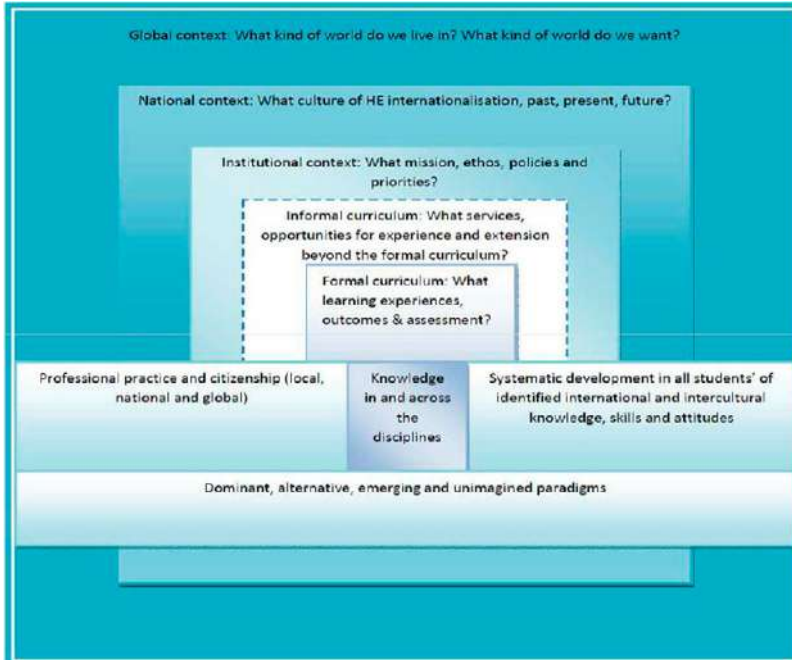 Global context: What kind of world do we live in? What kind of world do we want?
National context: What culture of HE internationalisation, past, present, future?
Institutional context: What mission, ethos, policies and
priorities?
Informal curriculum: What services,
opportunities for experience and extension
beyond the formal curriculum?
Formal curriculum: What
learning experiences,
outcomes & assessment?
Professional practice and citizenship (local,
national and global)
Knowledge
in and across
the
disciplines
Systematic development in all students' of
identified international and intercultural
knowledge, skills and attitudes
Dominant, alternative, emerging and unimagined paradigms